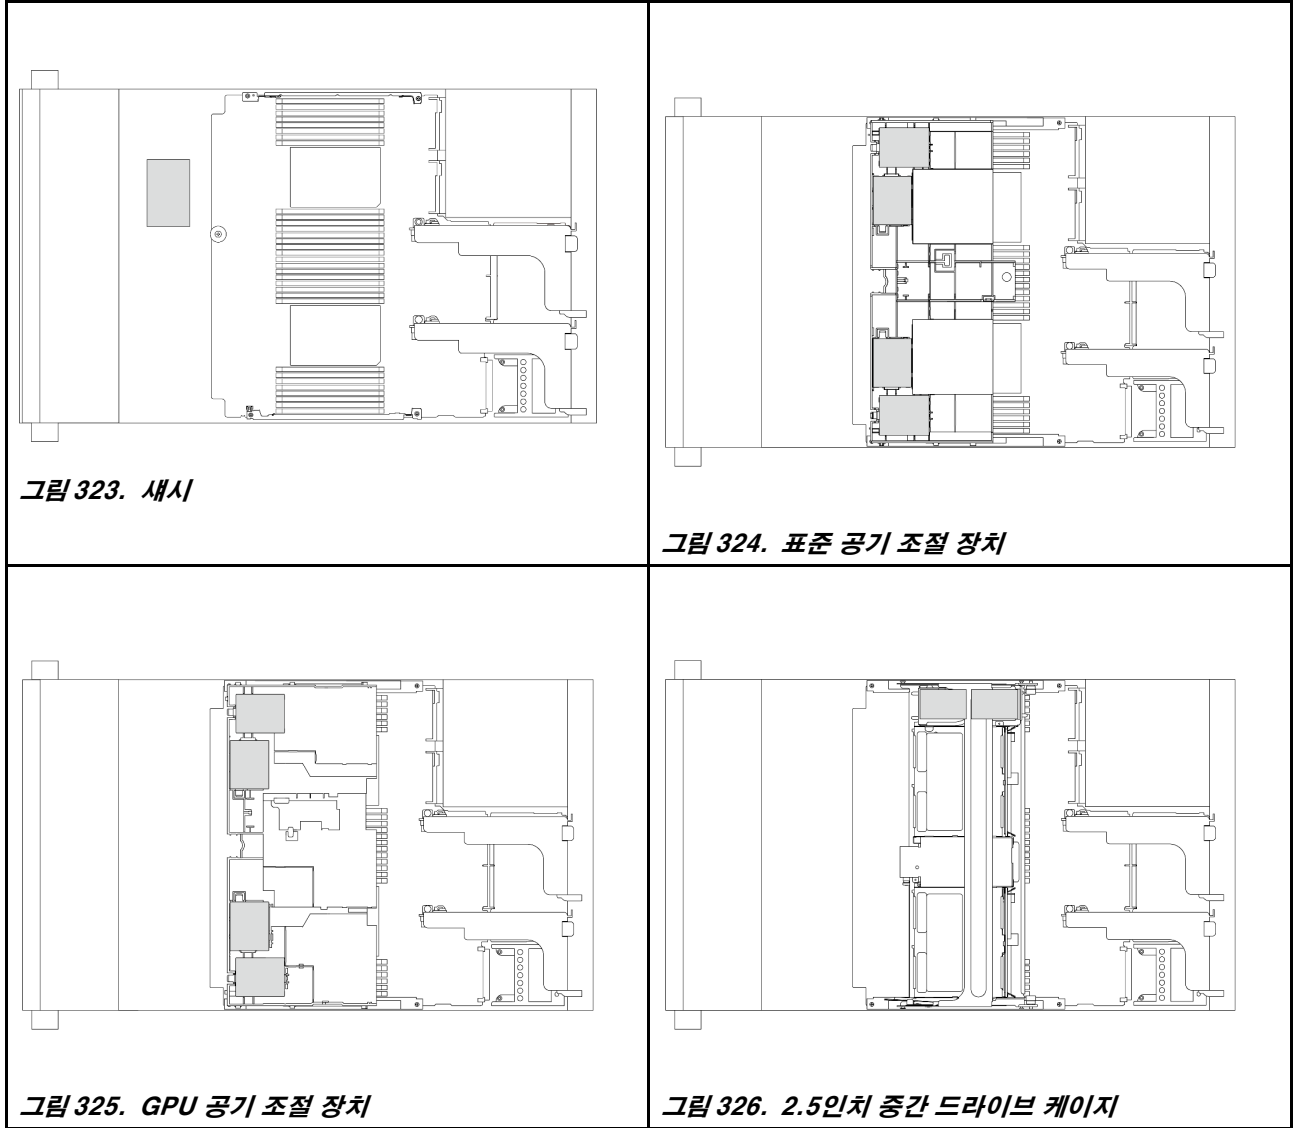 그림 323. 섀시
그림 324. 표준 공기 조절 장치
그림 325. GPU 공기 조절 장치
그림 326. 2.5인치 중간 드라이브 케이지